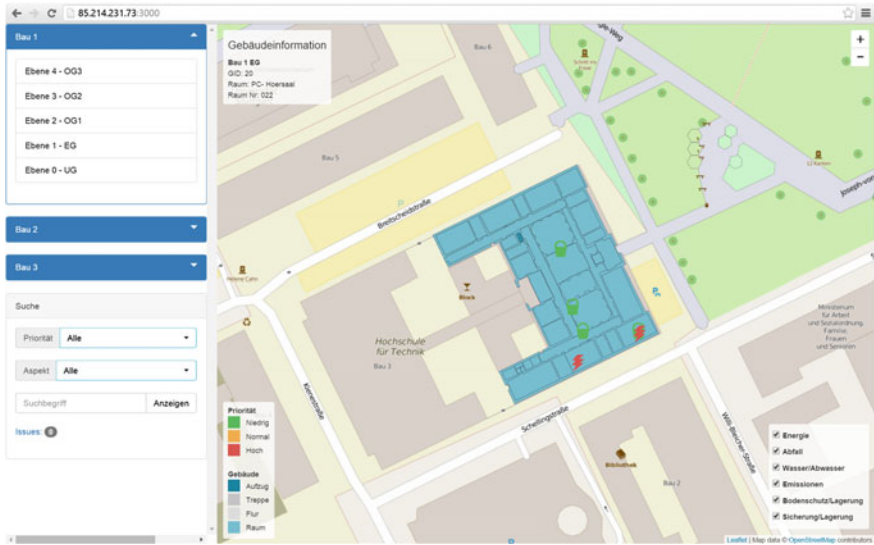 85.214.231.73:3000
Bau 1
Ebene 4 - OG3
Ebene 3 - OG2
Ebene 2 - OG1
Ebene 1 - EG
Ebene 0 - UG
Bau 2
Bau 3
Suche
Priorität Alle
Aspekt Alle
Suchbegriff Anzeigen
Issues: 0
Gebäudeinformation
Bau 1 EG
GID: 20
Raum: PC- Hoersaal
Raum Nr: 022
+
−
Bau 6
Bau 5
P
Breitscheidstraße
Helene Cahn
Block
Hochschule
für Technik
Bau 3
Kienestraße
Schellingstraße
Bibliothek
Bau 2
Willi-Bleicher-Straße
Joseph-von
Ministerium
für Arbeit
und Sozialordnung,
Familie,
Frauen
und Senioren
Priorität
Niedrig
Normal
Hoch
Gebäude
Aufzug
Treppe
Flur
Raum
Energie
Abfall
Wasser/Abwasser
Emissionen
Bodenschutz/Lagerung
Sicherung/Lagerung
Leaflet | Map data © OpenStreetMap contributors